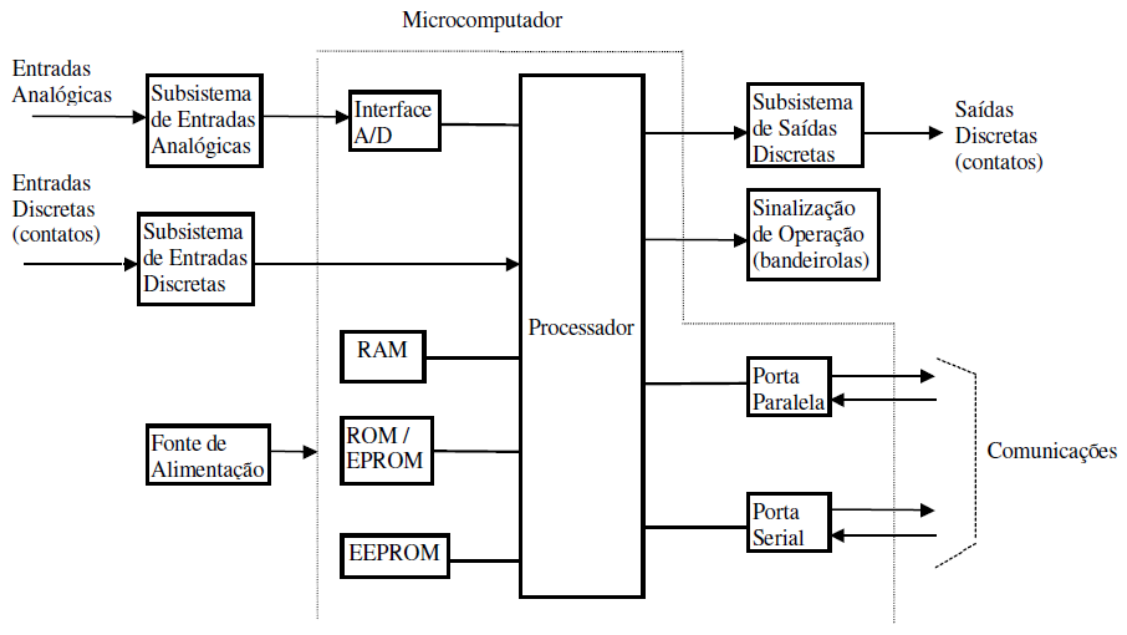 Microcomputador
Entradas
Analógicas
Subsistema
de Entradas
Analógicas
Interface
A/D
Subsistema
de Saídas
Discretas
Saídas
Discretas
(contatos)
Entradas
Discretas
(contatos)
Subsistema
de Entradas
Discretas
Sinalização
de Operação
(bandeirolas)
Processador
RAM
Porta
Paralela
Fonte de
Alimentação
ROM /
EPROM
Comunicações
EEPROM
Porta
Serial